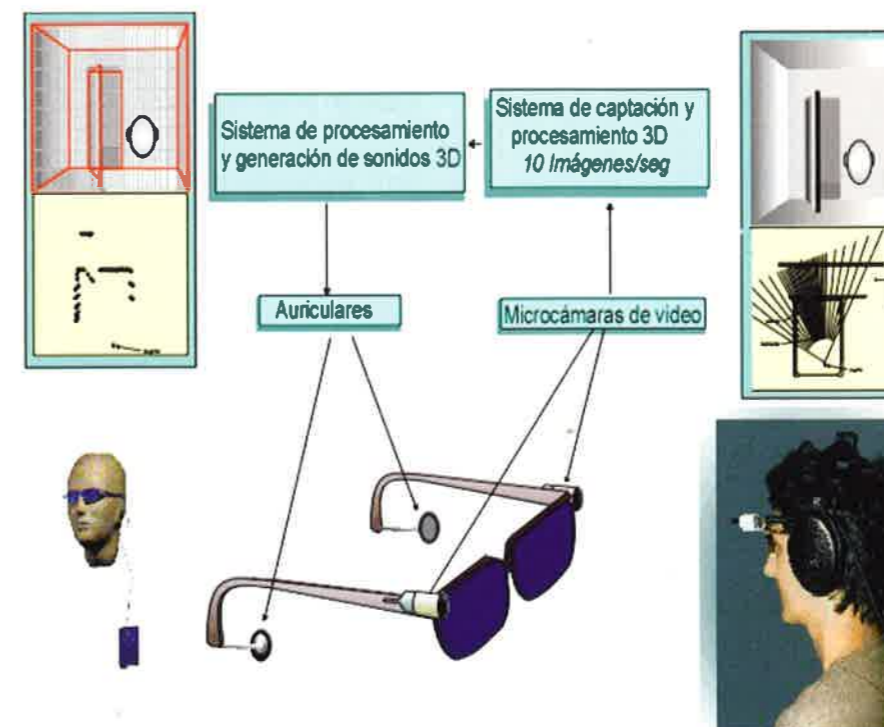 Sistema de procesamiento
y generación de sonidos 3D
Sistema de captación y
procesamiento 3D
10 Imágenes/seg
Auriculares
Microcámaras de video